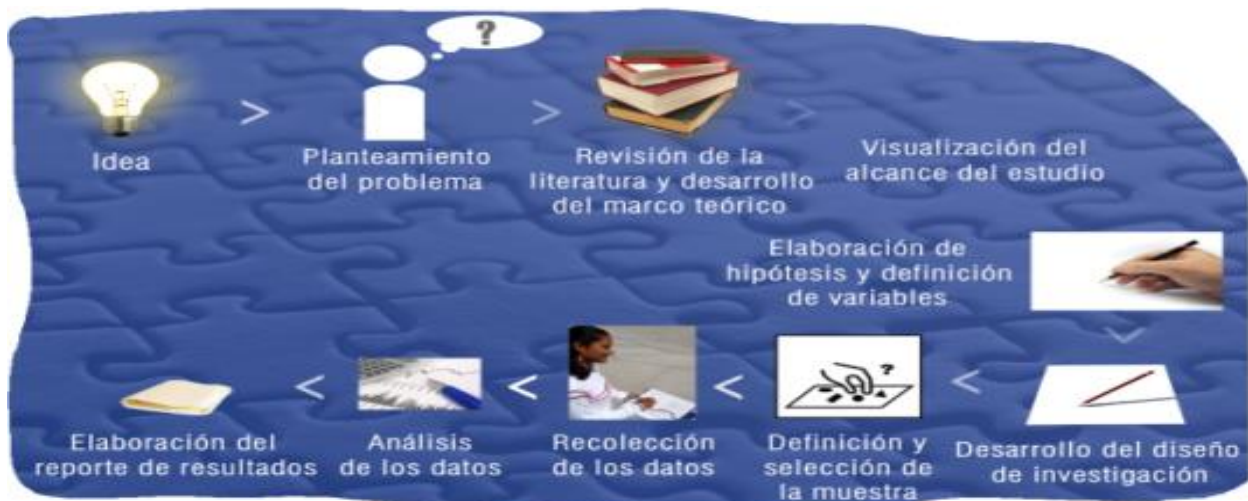 ?
Idea
Planteamiento
del problema
Revisión de la
literatura y desarrollo
del marco teórico
Visualización del
alcance del estudio
Elaboración de
hipótesis y definición
de variables
Desarrollo del diseño
de investigación
?
Definición y
selección de
la muestra
Recolección
de los datos
Análisis
de los datos
Elaboración del
reporte de resultados